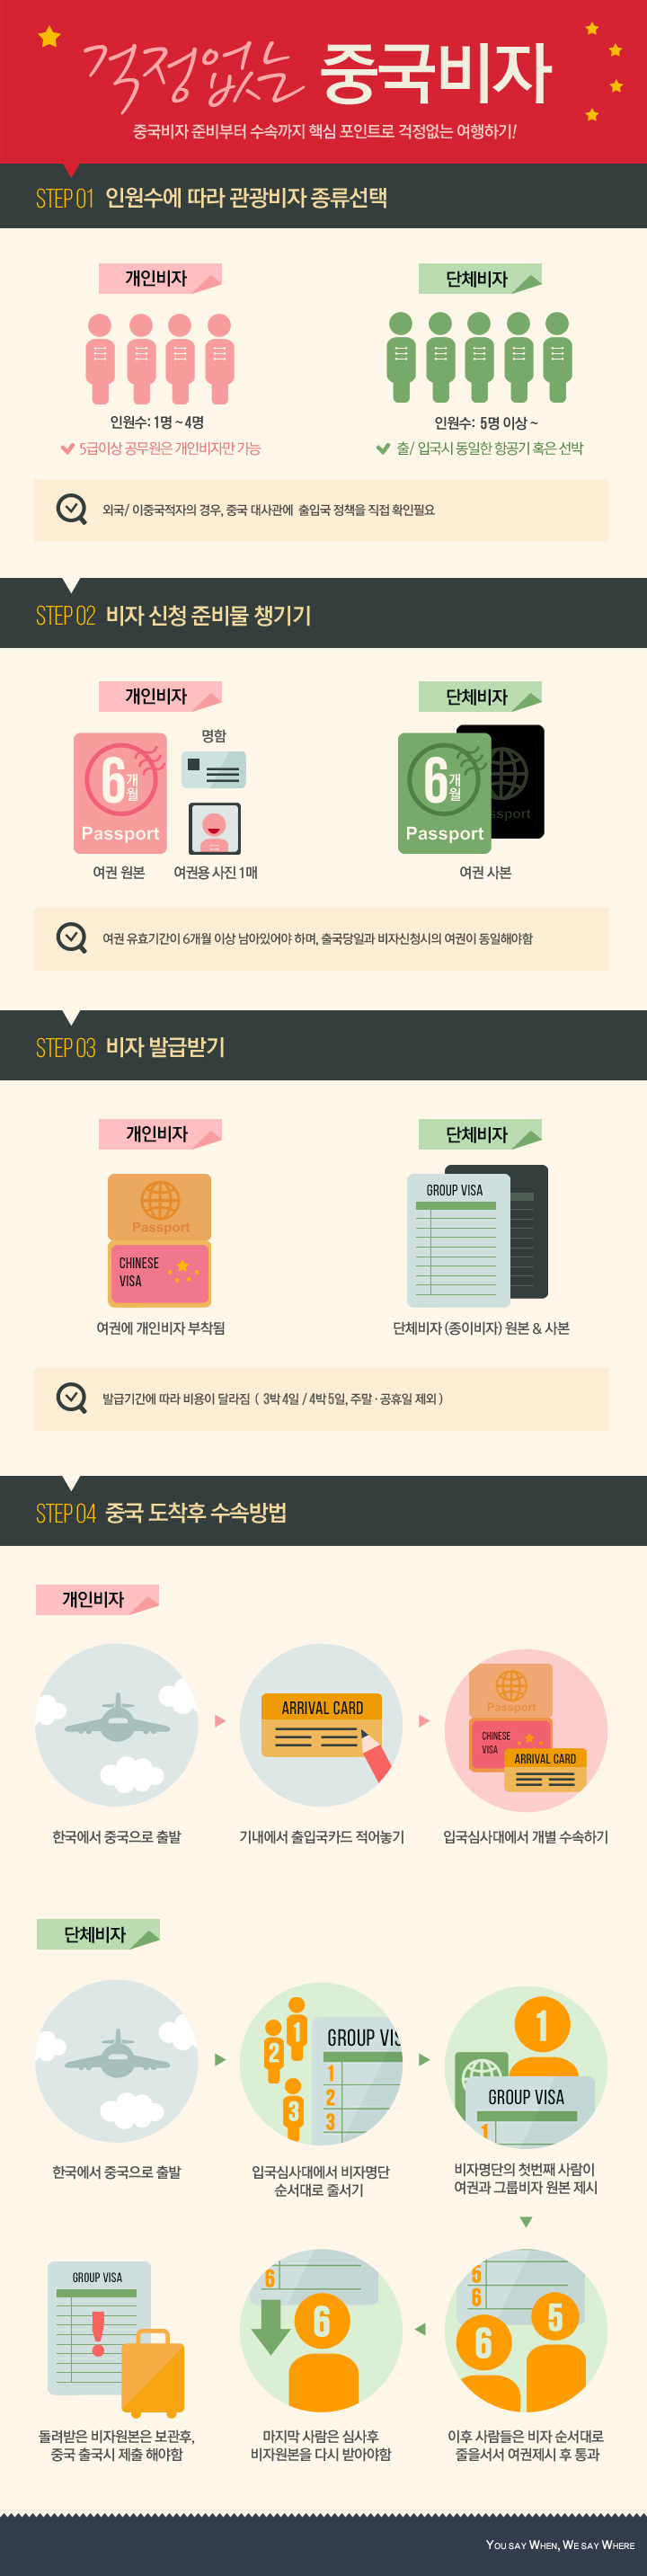 걱정없는 중국비자
중국비자 준비부터 수속까지 핵심 포인트로 걱정없는 여행하기!
STEP 01 인원수에 따라 관광비자 종류선택
개인비자
인원수: 1명 ~ 4명
5급이상 공무원은 개인비자만 가능
단체비자
인원수: 5명 이상 ~
출/ 입국시 동일한 항공기 혹은 선박
외국/ 이중국적자의 경우, 중국 대사관에 출입국 정책을 직접 확인필요
STEP 02 비자 신청 준비물 챙기기
개인비자
6개월
Passport
여권 원본
명함
여권용 사진 1매
단체비자
6개월
Passport
ssport
여권 사본
여권 유효기간이 6개월 이상 남아있어야 하며, 출국당일과 비자신청시의 여권이 동일해야함
STEP 03 비자 발급받기
개인비자
Passport
CHINESE
VISA
여권에 개인비자 부착됨
단체비자
GROUP VISA
단체비자 (종이비자) 원본 & 사본
발급기간에 따라 비용이 달라짐 ( 3박 4일 / 4박 5일, 주말 · 공휴일 제외 )
STEP 04 중국 도착후 수속방법
개인비자
한국에서 중국으로 출발
ARRIVAL CARD
기내에서 출입국카드 적어놓기
Passport
CHINESE
VISA
ARRIVAL CARD
입국심사대에서 개별 수속하기
단체비자
한국에서 중국으로 출발
1
2
3
GROUP VIS
1
2
3
입국심사대에서 비자명단
순서대로 줄서기
1
GROUP VISA
1
비자명단의 첫번째 사람이
여권과 그룹비자 원본 제시
5
6
5
6
이후 사람들은 비자 순서대로
줄을서서 여권제시 후 통과
6
6
마지막 사람은 심사후
비자원본을 다시 받아야함
GROUP VISA
!
돌려받은 비자원본은 보관후,
중국 출국시 제출 해야함
YOU SAY WHEN, WE SAY WHERE